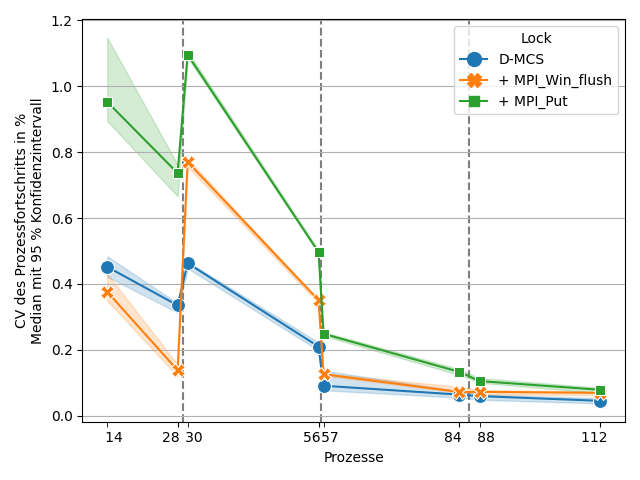 CV des Prozessfortschritts in %
Median mit 95 % Konfidenzintervall
1.2
1.0
0.8
0.6
0.4
0.2
0.0
Lock
D-MCS
+ MPI_Win_flush
+ MPI_Put
14 28 30 56 57 84 88 112
Prozesse